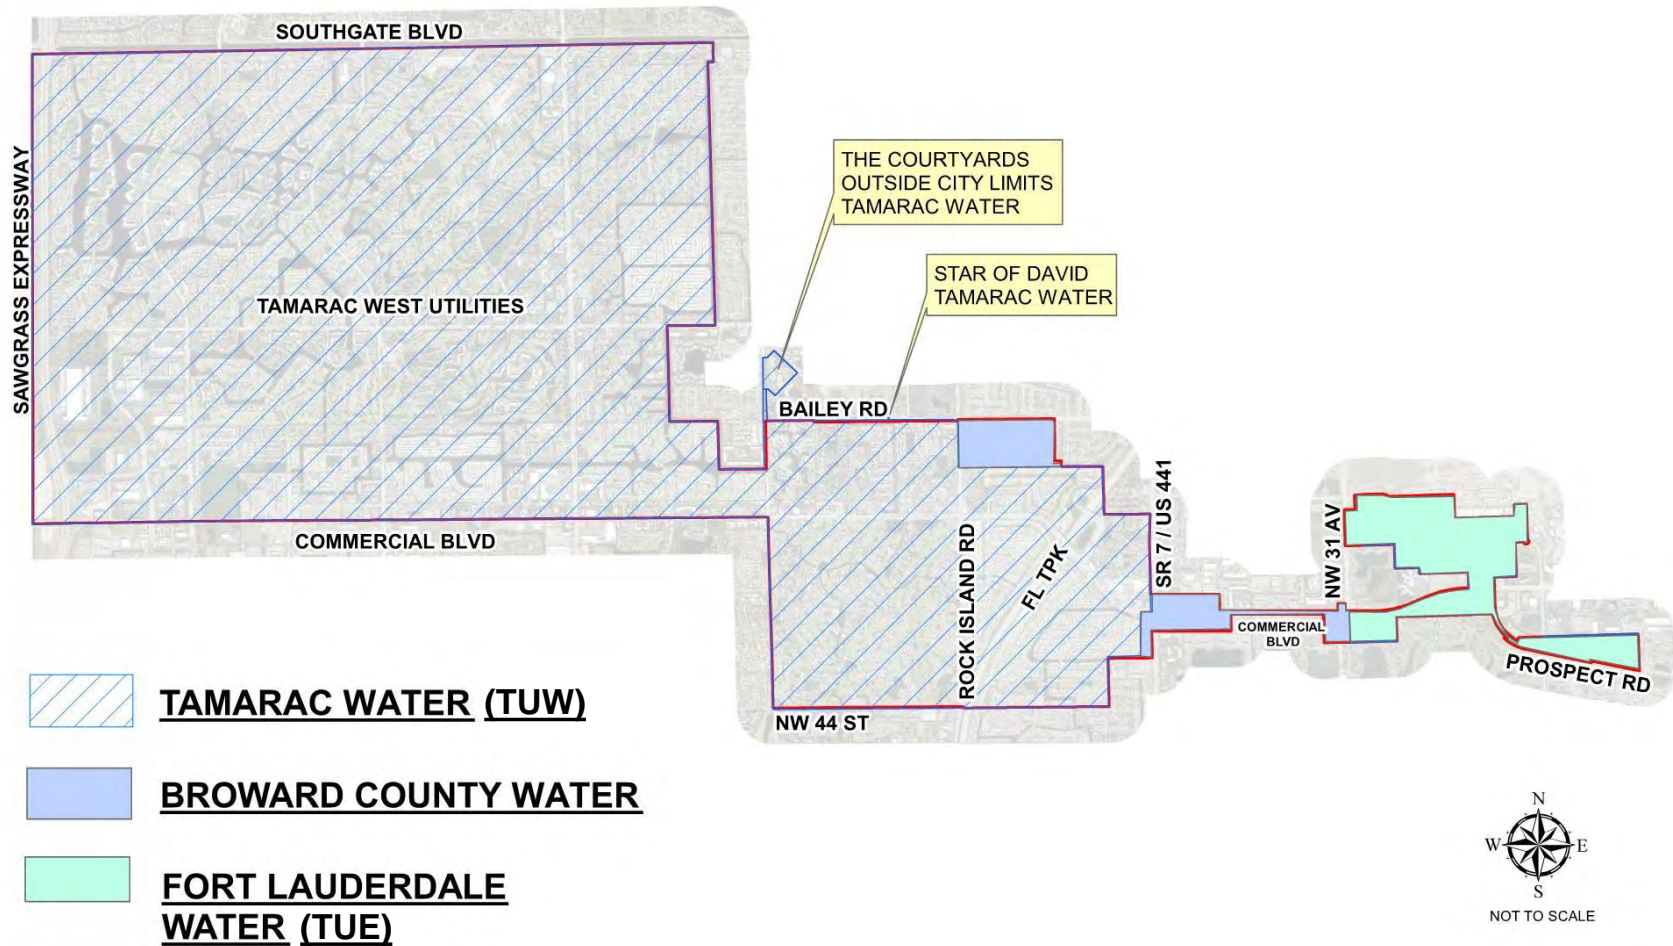 SOUTHGATE BLVD
THE COURTYARDS
OUTSIDE CITY LIMITS
TAMARAC WATER
STAR OF DAVID
TAMARAC WATER
SAWGRASS EXPRESSWAY
TAMARAC WEST UTILITIES
BAILEY RD
SR 7 / US 441
NW 31 AV
COMMERCIAL BLVD
ROCK ISLAND RD
FL TPK
COMMERCIAL
BLVD
PROSPECT RD
NW 44 ST
TAMARAC WATER (TUW)
BROWARD COUNTY WATER
FORT LAUDERDALE
WATER (TUE)
N
W
E
S
NOT TO SCALE